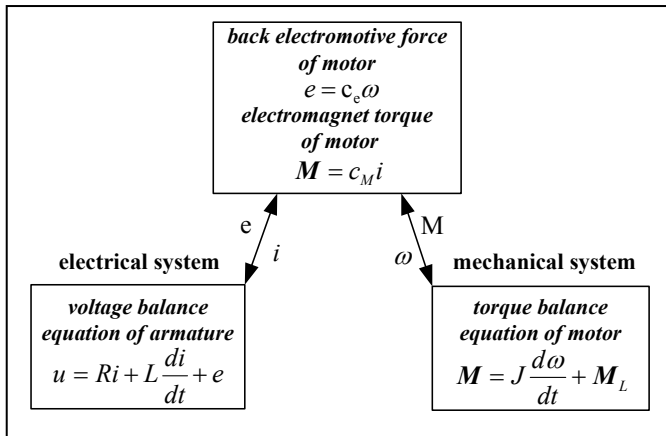 back electromotive force
of motor
e = c_e ω
electromagnet torque
of motor
M = c_M i
e
i
M
ω
electrical system
mechanical system
voltage balance
equation of armature
u = Ri + L di/dt + e
torque balance
equation of motor
M = J dω/dt + M_L